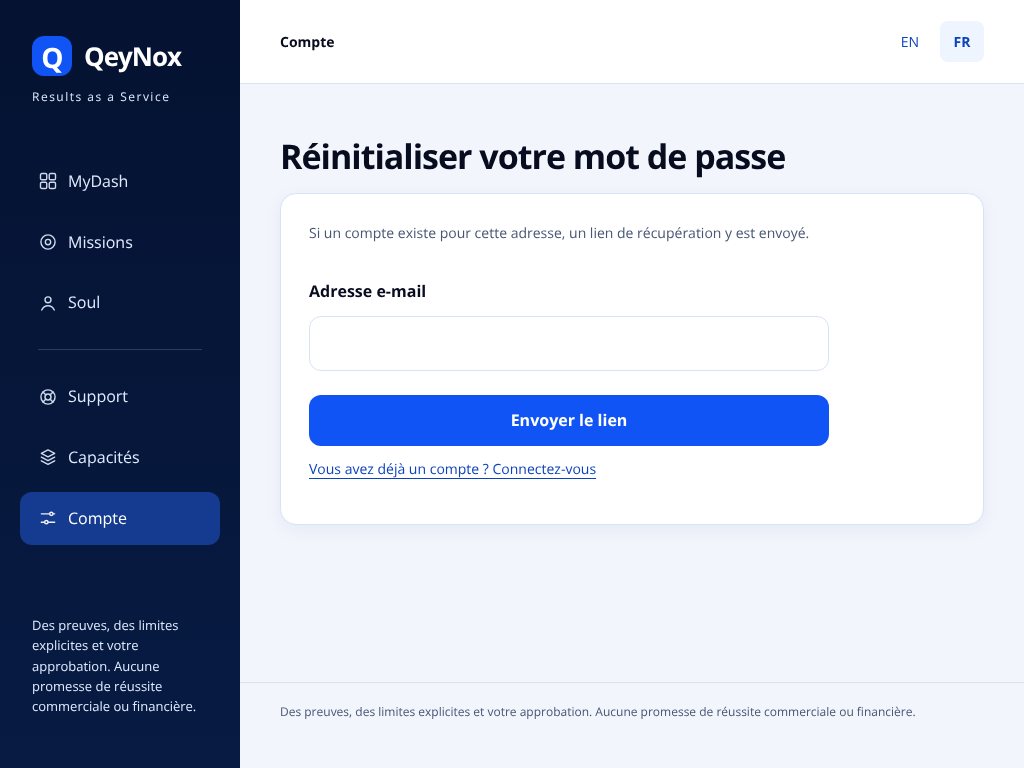 Q QeyNox
Results as a Service
MyDash
Missions
Soul
Support
Capacités
Compte
Des preuves, des limites
explicites et votre
approbation. Aucune
promesse de réussite
commerciale ou financière.
Compte
EN FR
Réinitialiser votre mot de passe
Si un compte existe pour cette adresse, un lien de récupération y est envoyé.
Adresse e-mail
Envoyer le lien
Vous avez déjà un compte ? Connectez-vous
Des preuves, des limites explicites et votre approbation. Aucune promesse de réussite commerciale ou financière.